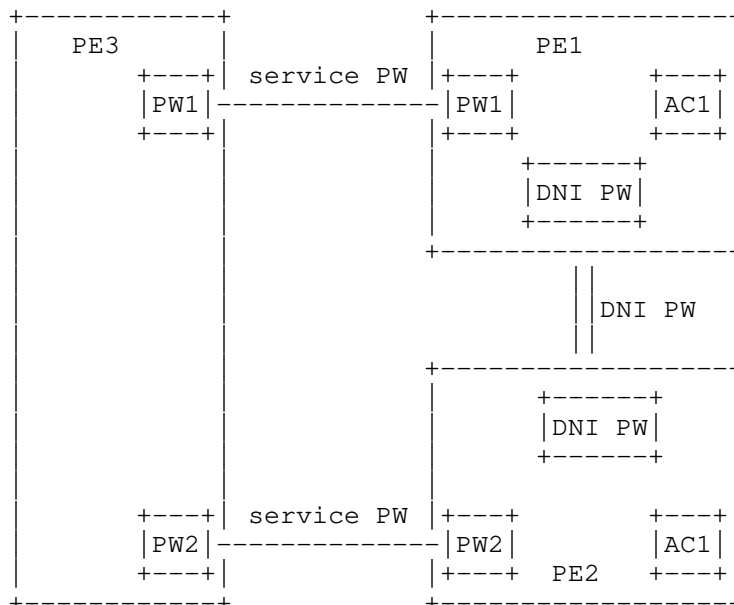 PE3 PE1
service PW
PW1 PW1 AC1
DNI PW
DNI PW
DNI PW
service PW
PW2 PW2 AC1
PE2